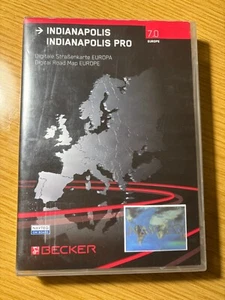 → INDIANAPOLIS
INDIANAPOLIS PRO
7.0
EUROPE
Digitale Straßenkarte EUROPA
Digital Road Map EUROPE
BECKER